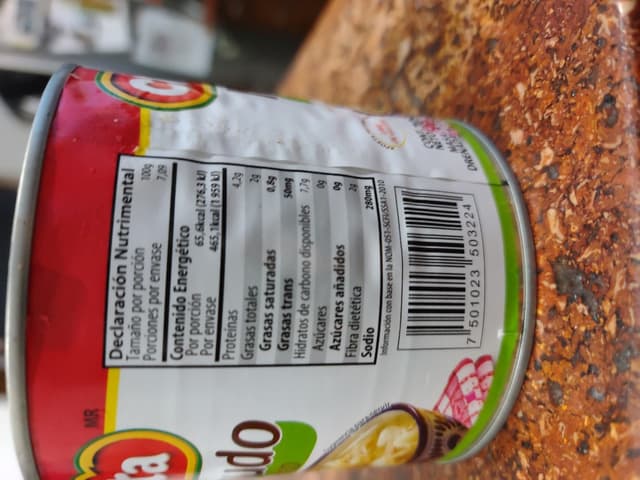 Declaración Nutrimental
Tamaño por porción 100g
Porciones por envase 7,09
Contenido Energético
Por porción 65,6kcal (276,3 kJ)
Por envase 465,1kcal (1 959 kJ)
Proteínas 4,2g
Grasas totales 2g
Grasas saturadas 0,8g
Grasas trans 50mg
Hidratos de carbono disponibles 7,7g
Azúcares 0g
Azúcares añadidos 0g
Fibra dietética 2g
Sodio 280mg
Información con base en la NOM-051-SCFI/SSA1-2010
7 501023 503224
MR